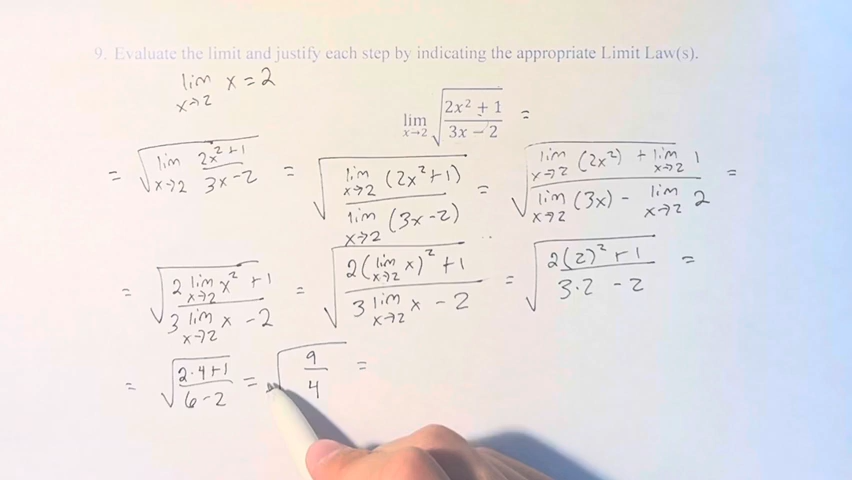 9. Evaluate the limit and justify each step by indicating the appropriate Limit Law(s).
lim x→2 x = 2
lim x→2 √((2x² + 1)/(3x − 2)) =
= √(lim x→2 (2x²+1)/(3x−2)) = √((lim x→2 (2x²+1))/(lim x→2 (3x−2))) = √((lim x→2 (2x²) + lim x→2 1)/(lim x→2 (3x) − lim x→2 2)) =
= √((2 lim x→2 x² + 1)/(3 lim x→2 x − 2)) = √((2(lim x→2 x)² + 1)/(3 lim x→2 x − 2)) = √((2(2)² + 1)/(3·2 − 2)) =
= √((2·4+1)/(6−2)) = √(9/4) =